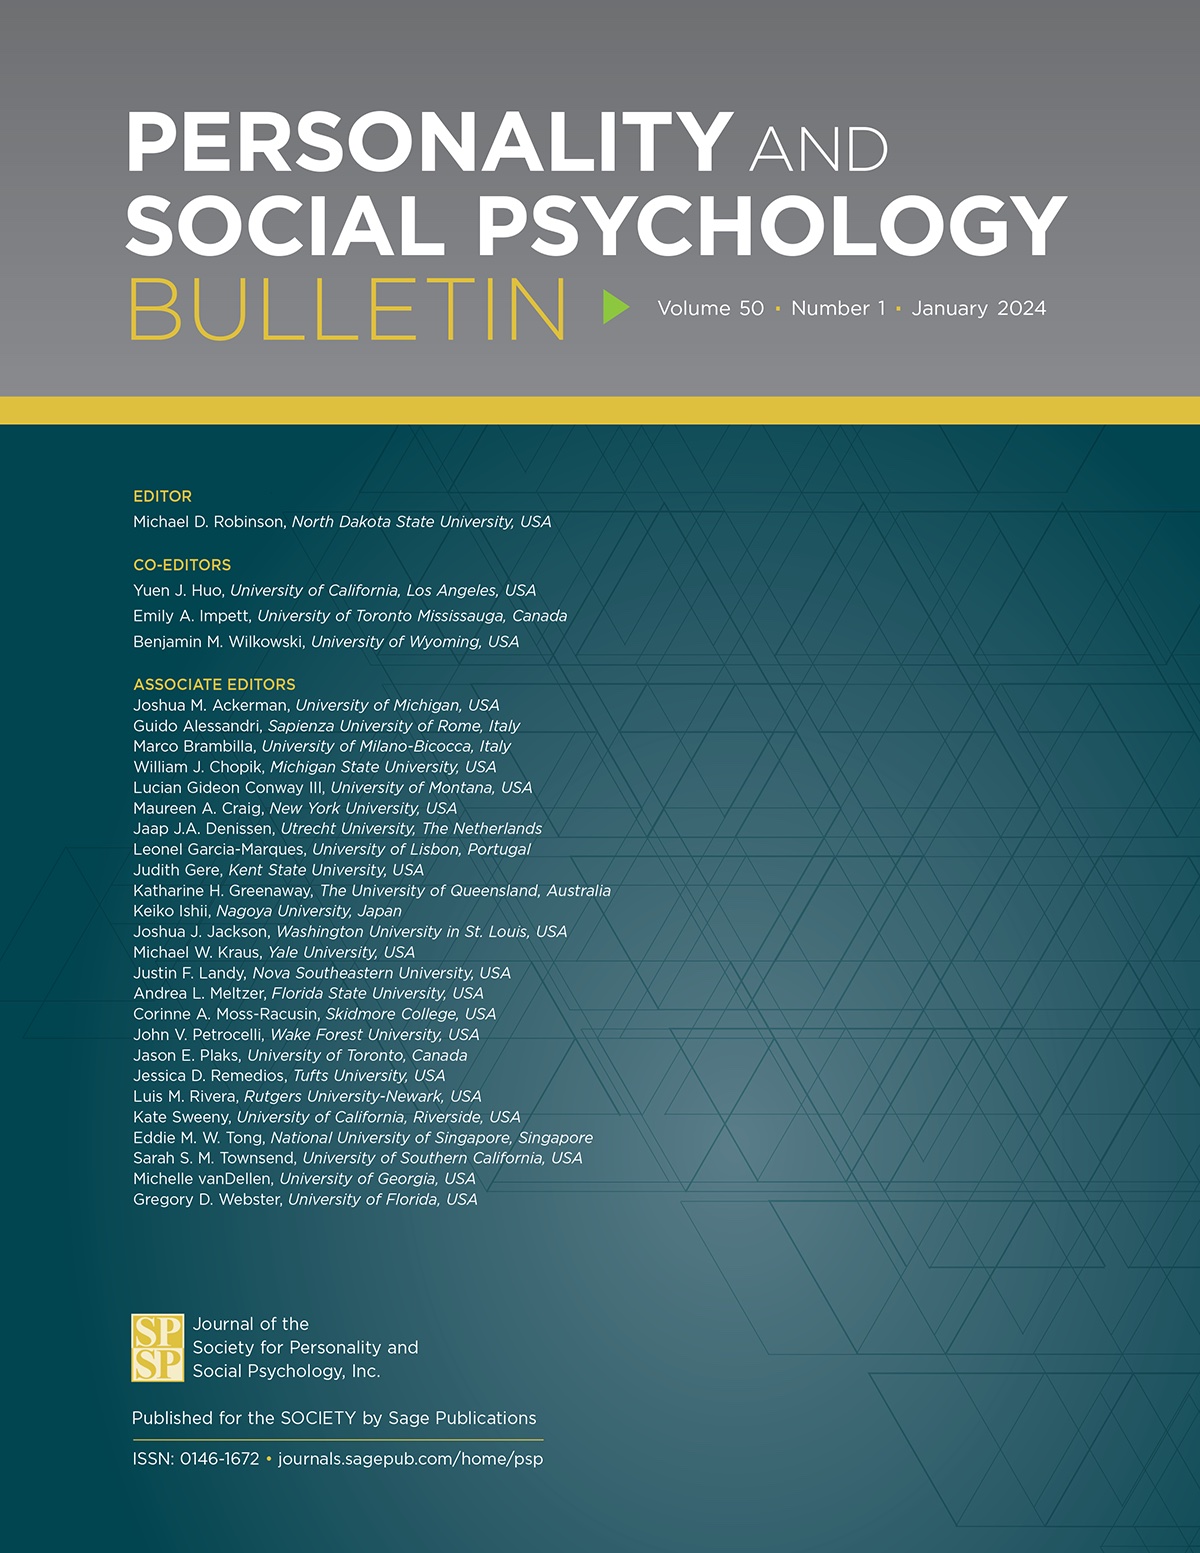 PERSONALITY AND
SOCIAL PSYCHOLOGY
BULLETIN
Volume 50 ▪ Number 1 ▪ January 2024
EDITOR
Michael D. Robinson, North Dakota State University, USA
CO-EDITORS
Yuen J. Huo, University of California, Los Angeles, USA
Emily A. Impett, University of Toronto Mississauga, Canada
Benjamin M. Wilkowski, University of Wyoming, USA
ASSOCIATE EDITORS
Joshua M. Ackerman, University of Michigan, USA
Guido Alessandri, Sapienza University of Rome, Italy
Marco Brambilla, University of Milano-Bicocca, Italy
William J. Chopik, Michigan State University, USA
Lucian Gideon Conway III, University of Montana, USA
Maureen A. Craig, New York University, USA
Jaap J.A. Denissen, Utrecht University, The Netherlands
Leonel Garcia-Marques, University of Lisbon, Portugal
Judith Gere, Kent State University, USA
Katharine H. Greenaway, The University of Queensland, Australia
Keiko Ishii, Nagoya University, Japan
Joshua J. Jackson, Washington University in St. Louis, USA
Michael W. Kraus, Yale University, USA
Justin F. Landy, Nova Southeastern University, USA
Andrea L. Meltzer, Florida State University, USA
Corinne A. Moss-Racusin, Skidmore College, USA
John V. Petrocelli, Wake Forest University, USA
Jason E. Plaks, University of Toronto, Canada
Jessica D. Remedios, Tufts University, USA
Luis M. Rivera, Rutgers University-Newark, USA
Kate Sweeny, University of California, Riverside, USA
Eddie M. W. Tong, National University of Singapore, Singapore
Sarah S. M. Townsend, University of Southern California, USA
Michelle vanDellen, University of Georgia, USA
Gregory D. Webster, University of Florida, USA
SP
SP
Journal of the
Society for Personality and
Social Psychology, Inc.
Published for the SOCIETY by Sage Publications
ISSN: 0146-1672 • journals.sagepub.com/home/psp